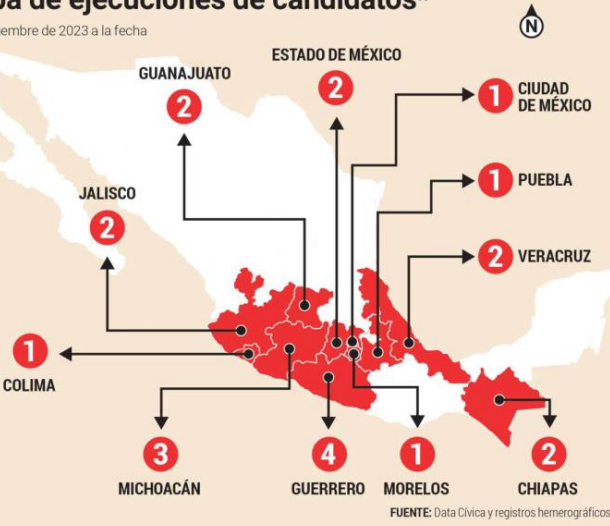 de ejecuciones de candidatos*
de 2023 a la fecha
N
ESTADO DE MÉXICO
2
GUANAJUATO
2
1
CIUDAD
DE MÉXICO
JALISCO
2
1
PUEBLA
2
VERACRUZ
1
COLIMA
3
MICHOACÁN
4
GUERRERO
1
MORELOS
2
CHIAPAS
FUENTE: Data Cívica y registros hemerográficos